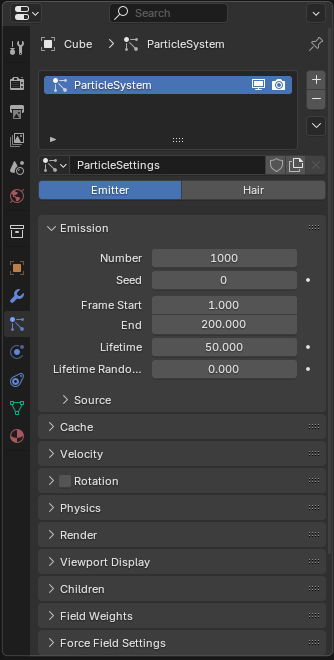 Search
Cube ParticleSystem
ParticleSystem
ParticleSettings
Emitter Hair
Emission
Number 1000
Seed 0
Frame Start 1.000
End 200.000
Lifetime 50.000
Lifetime Rando... 0.000
Source
Cache
Velocity
Rotation
Physics
Render
Viewport Display
Children
Field Weights
Force Field Settings